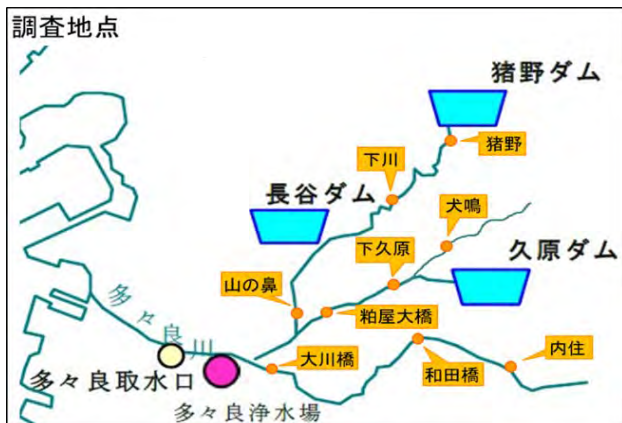 調査地点
猪野ダム
猪野
下川
長谷ダム
犬鳴
下久原
久原ダム
山の鼻
粕屋大橋
多々良川
大川橋
内住
和田橋
多々良取水口
多々良浄水場